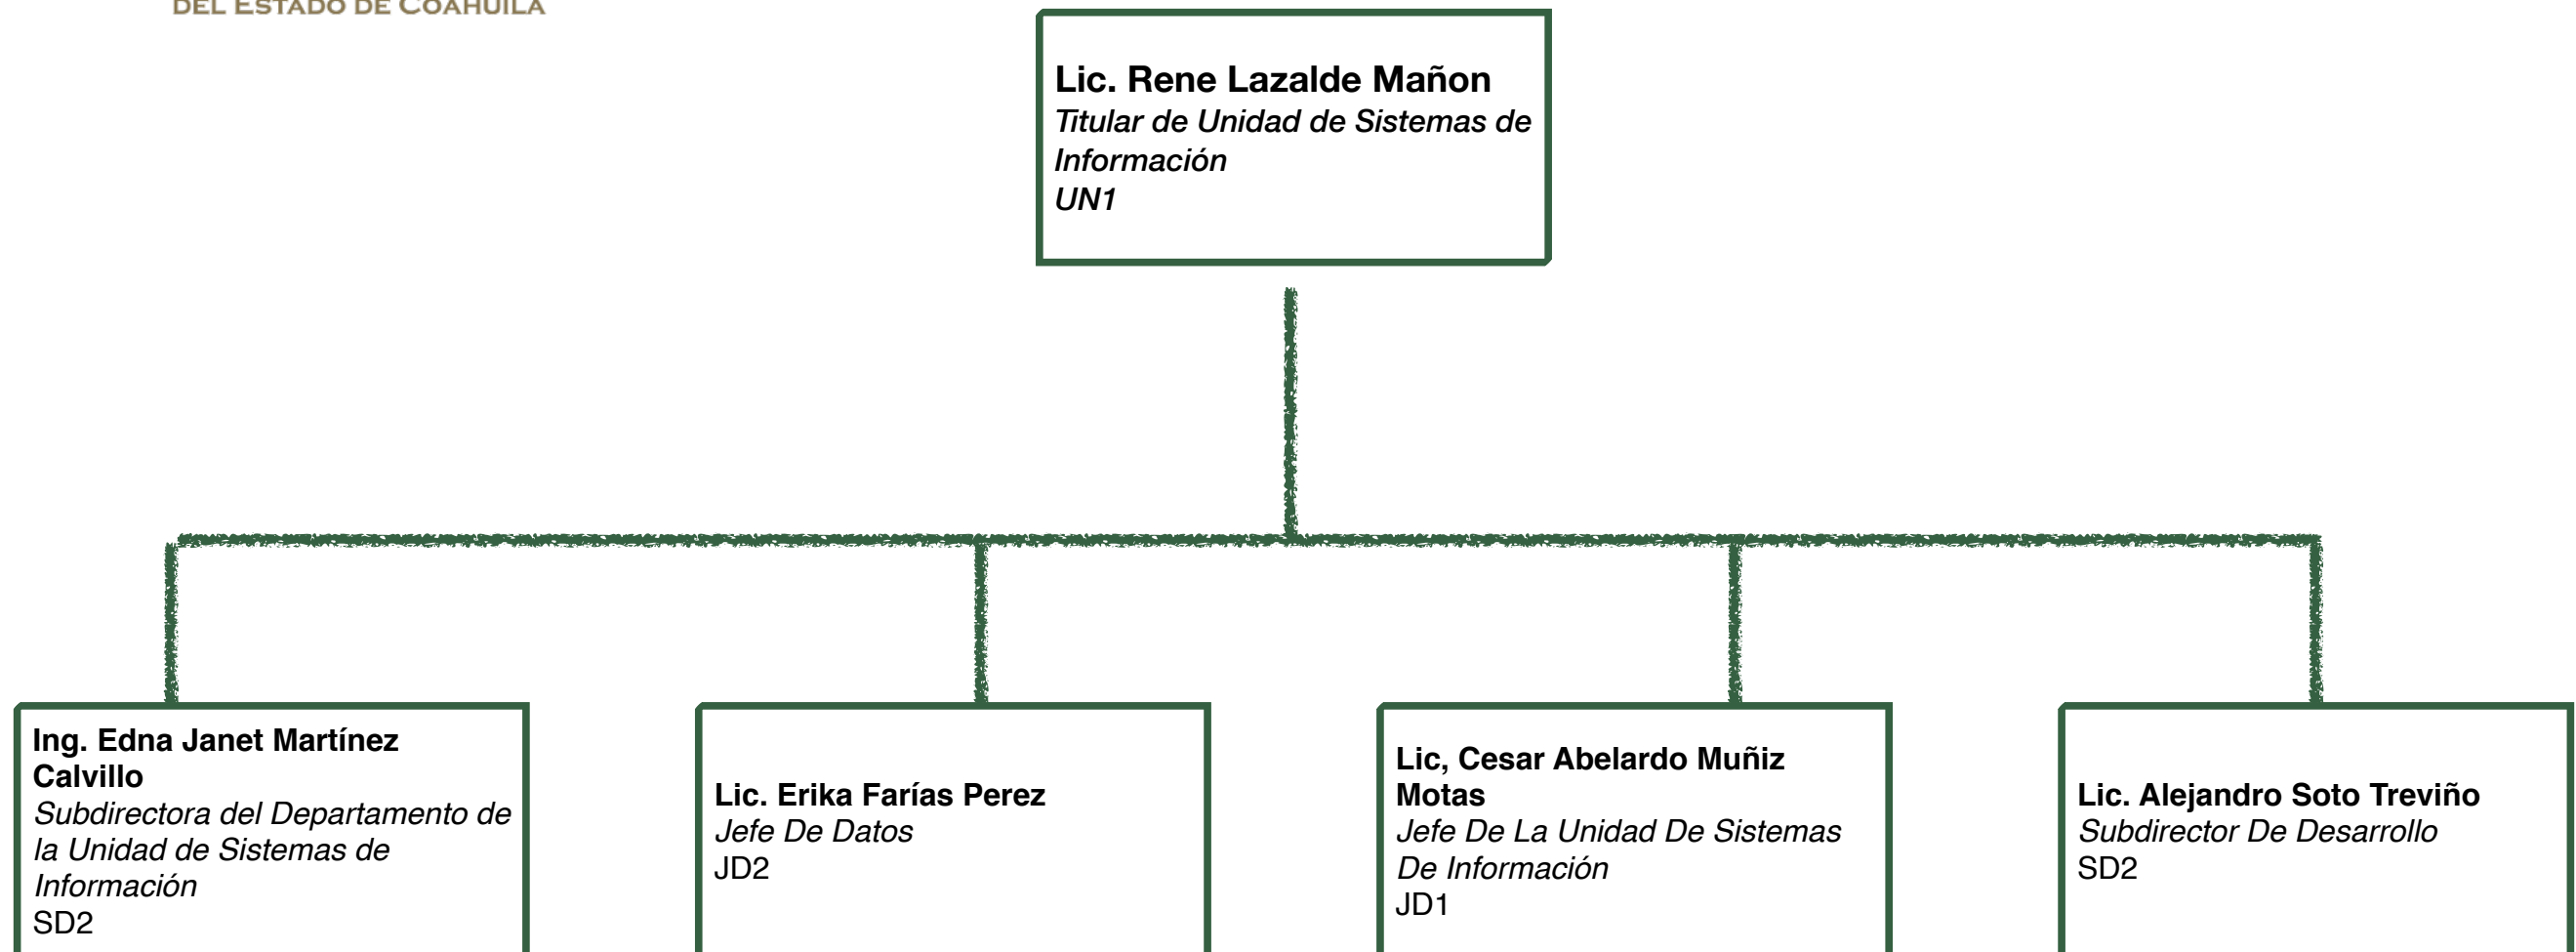 DEL ESTADO DE COAHUILA
Lic. Rene Lazalde Mañon
Titular de Unidad de Sistemas de
Información
UN1
Ing. Edna Janet Martínez
Calvillo
Subdirectora del Departamento de
la Unidad de Sistemas de
Información
SD2
Lic. Erika Farías Perez
Jefe De Datos
JD2
Lic, Cesar Abelardo Muñiz
Motas
Jefe De La Unidad De Sistemas
De Información
JD1
Lic. Alejandro Soto Treviño
Subdirector De Desarrollo
SD2